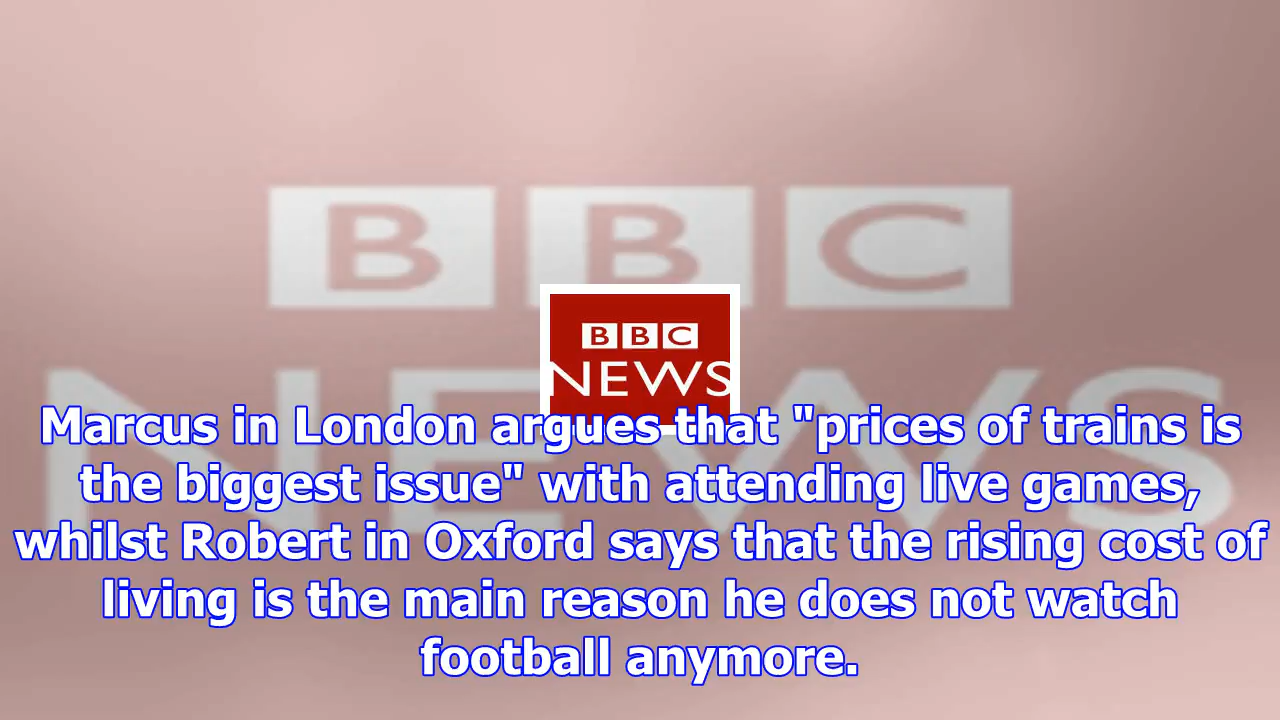 BBC
NEWS
BBC
NEWS
Marcus in London argues that "prices of trains is
the biggest issue" with attending live games,
whilst Robert in Oxford says that the rising cost of
living is the main reason he does not watch
football anymore.